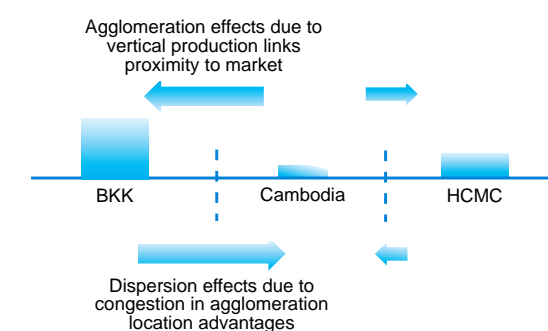 Agglomeration effects due to
vertical production links
proximity to market
BKK
Cambodia
HCMC
Dispersion effects due to
congestion in agglomeration
location advantages